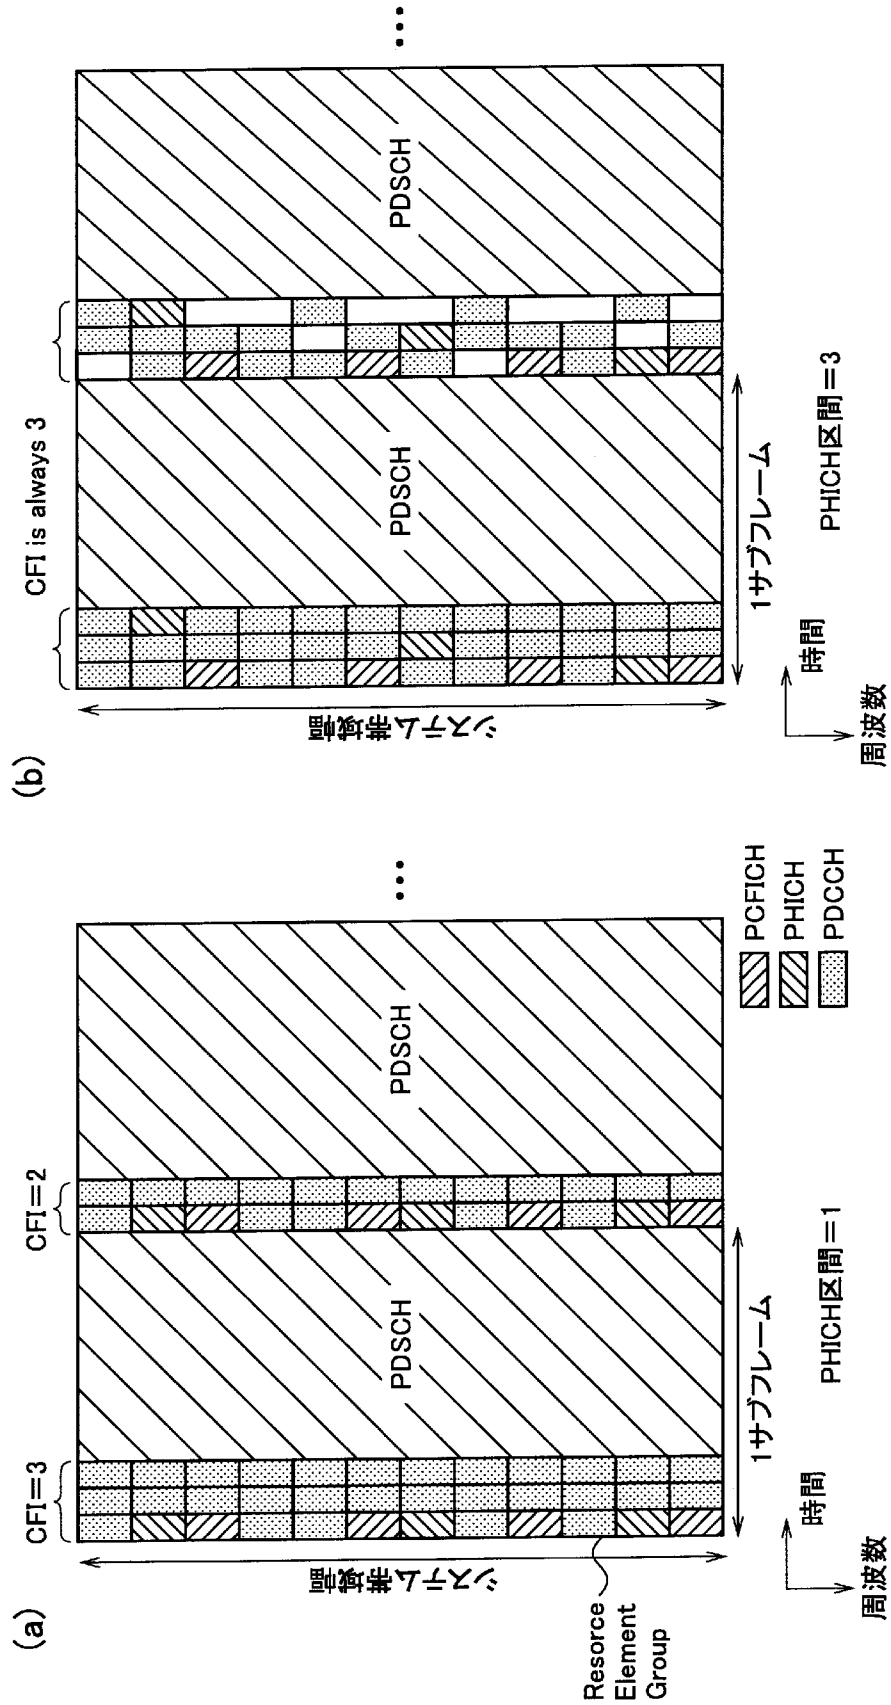 (a)
CFI=3
CFI=2
システム帯域幅
PDSCH
PDSCH
•••
Resorce
Element
Group
1サブフレーム
時間
周波数
PHICH区間=1
PCFICH
PHICH
PDCCH
(b)
CFI is always 3
システム帯域幅
PDSCH
PDSCH
•••
1サブフレーム
時間
周波数
PHICH区間=3